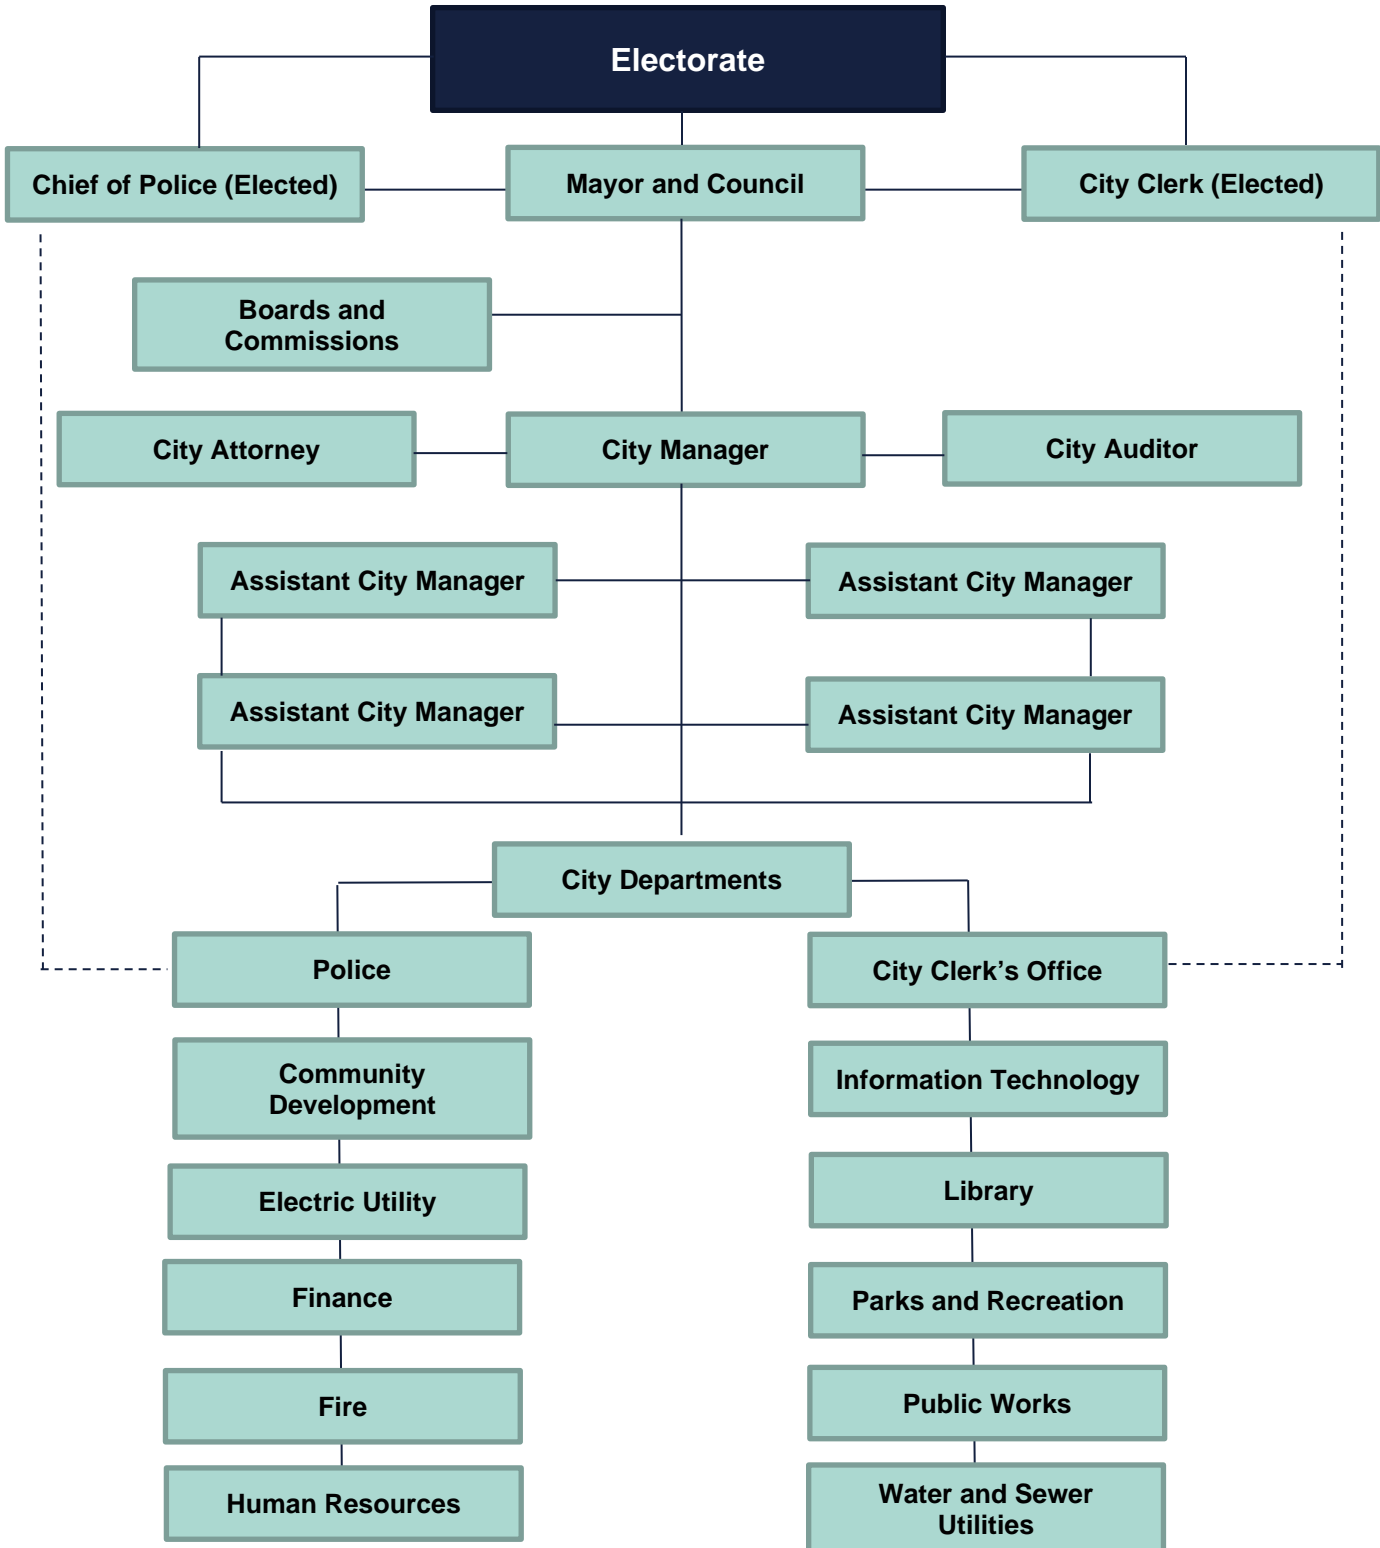 Electorate
Chief of Police (Elected)
Mayor and Council
City Clerk (Elected)
Boards and
Commissions
City Attorney
City Manager
City Auditor
Assistant City Manager
Assistant City Manager
Assistant City Manager
Assistant City Manager
City Departments
Police
City Clerk’s Office
Community
Development
Information Technology
Electric Utility
Library
Finance
Parks and Recreation
Fire
Public Works
Human Resources
Water and Sewer
Utilities